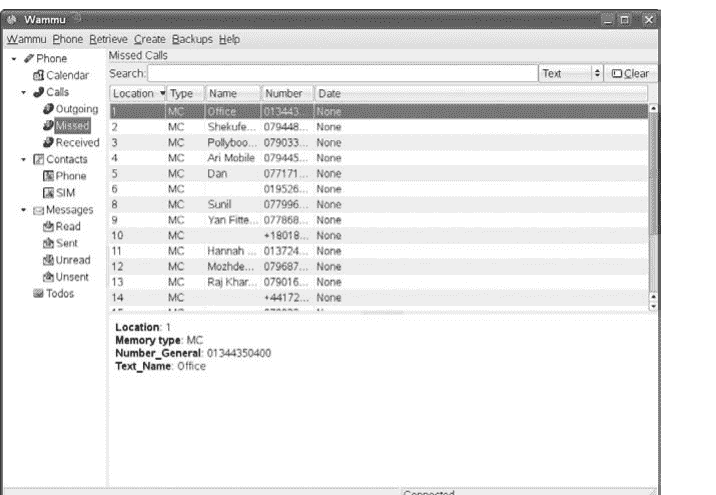 Wammu
Wammu Phone Retrieve Create Backups Help
Phone
Calendar
Calls
Outgoing
Missed
Received
Contacts
Phone
SIM
Messages
Read
Sent
Unread
Unsent
Todos
Missed Calls
Search: Text Clear
Location Type Name Number Date
1 MC Office 013443... None
2 MC Shekufe... 079448... None
3 MC Pollyboo... 079033... None
4 MC Ari Mobile 079445... None
5 MC Dan 077171... None
6 MC 019526... None
8 MC Sunil 077996... None
9 MC Yan Fitte... 077868... None
10 MC +18018... None
11 MC Hannah ... 013724... None
12 MC Mozhde... 079687... None
13 MC Raj Khar... 079016... None
14 MC +44172... None
Location: 1
Memory type: MC
Number_General: 01344350400
Text_Name: Office
Connected